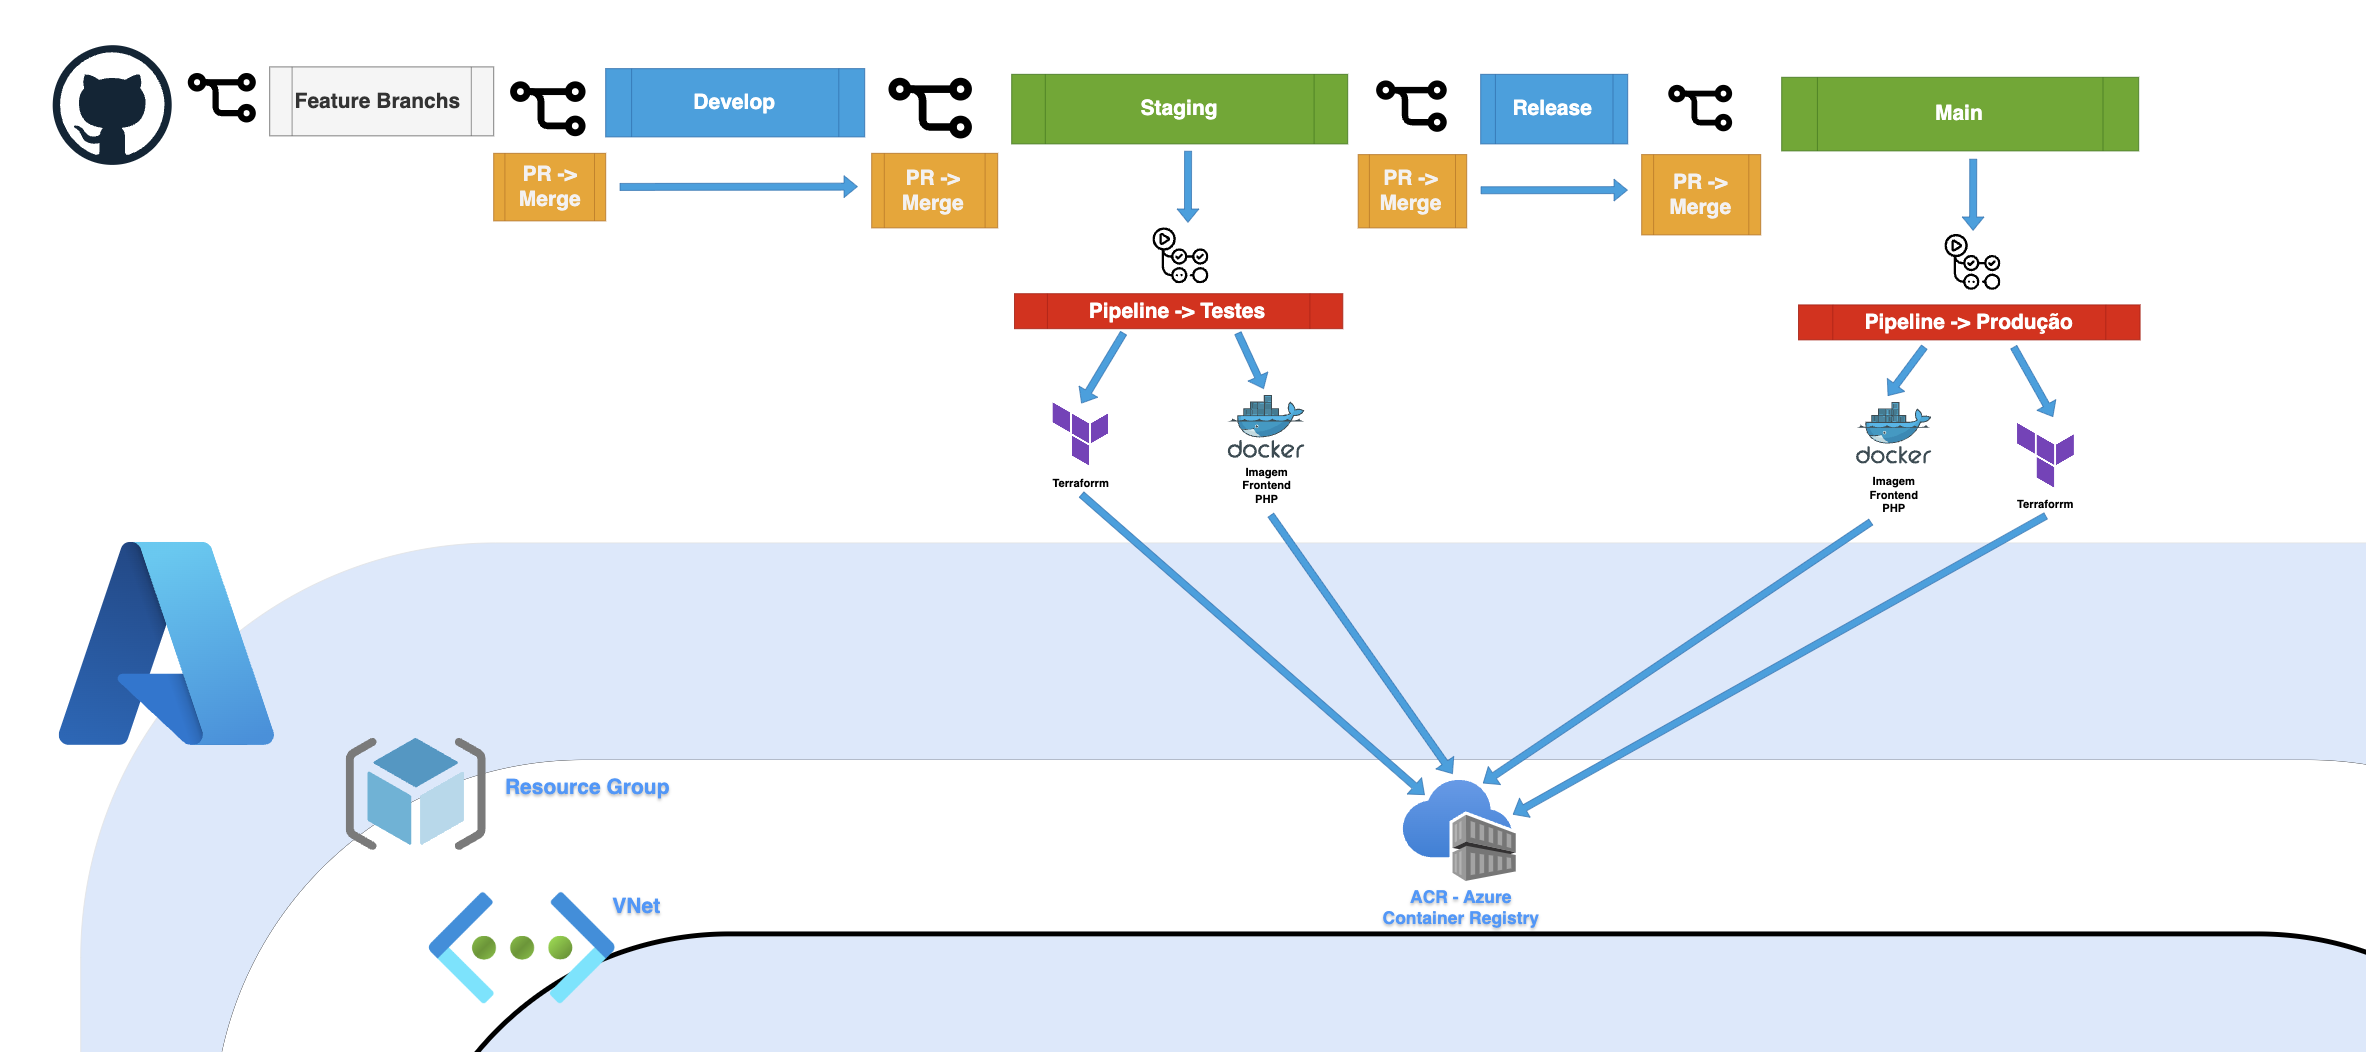 Feature Branchs
Develop
Staging
Release
Main
PR ->
Merge
PR ->
Merge
PR ->
Merge
PR ->
Merge
Pipeline -> Testes
Pipeline -> Produção
Terraforrm
docker
Imagem
Frontend
PHP
docker
Imagem
Frontend
PHP
Terraforrm
Resource Group
VNet
ACR - Azure
Container Registry